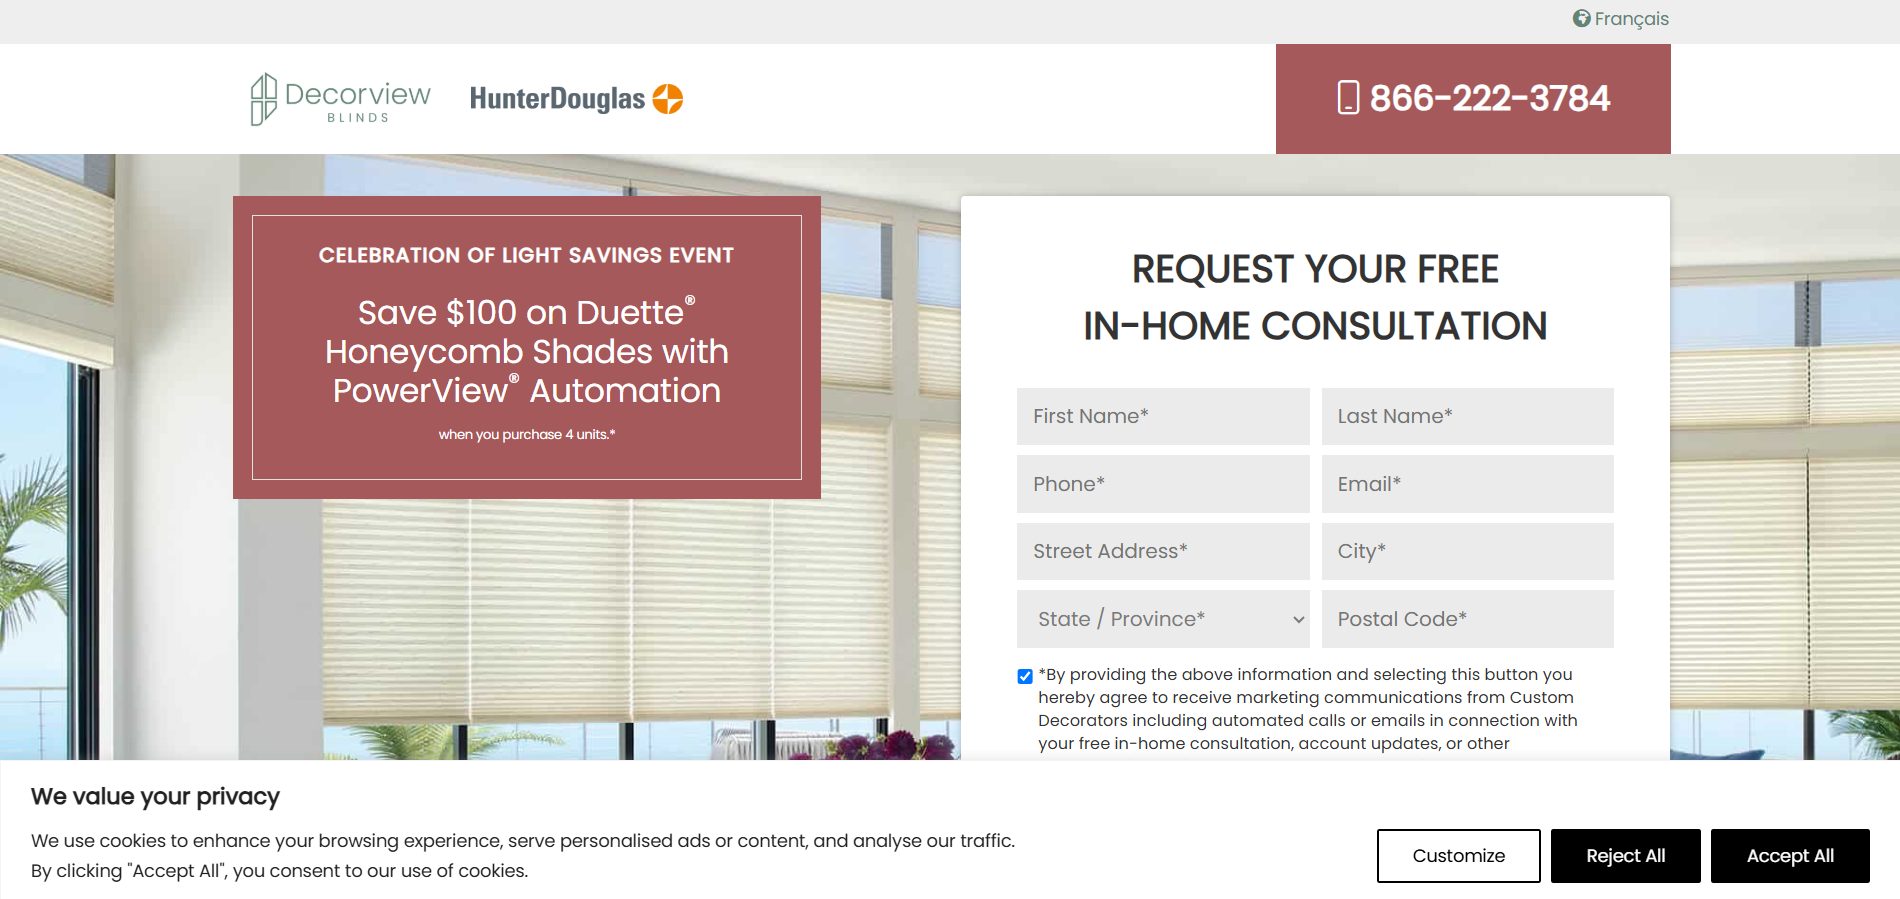 Français
Decorview
BLINDS
HunterDouglas
866-222-3784
CELEBRATION OF LIGHT SAVINGS EVENT
Save $100 on Duette®
Honeycomb Shades with
PowerView® Automation
when you purchase 4 units.*
REQUEST YOUR FREE
IN-HOME CONSULTATION
First Name*
Last Name*
Phone*
Email*
Street Address*
City*
State / Province*
Postal Code*
*By providing the above information and selecting this button you
hereby agree to receive marketing communications from Custom
Decorators including automated calls or emails in connection with
your free in-home consultation, account updates, or other
We value your privacy
We use cookies to enhance your browsing experience, serve personalised ads or content, and analyse our traffic.
By clicking "Accept All", you consent to our use of cookies.
Customize
Reject All
Accept All